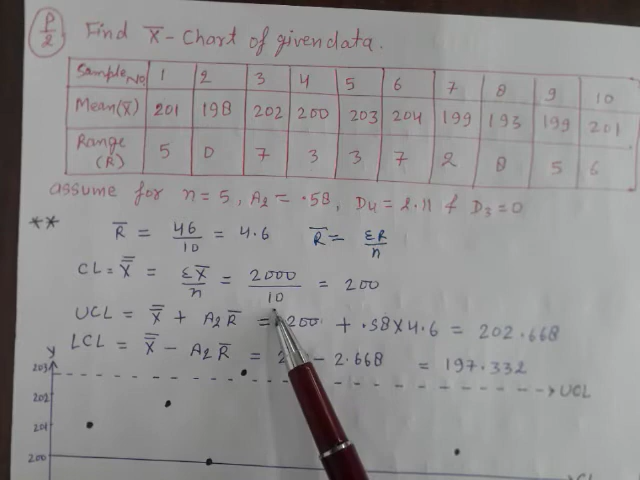 P/2 Find X̄ - Chart of given data.
Sample No. 1 2 3 4 5 6 7 8 9 10
Mean(X̄) 201 198 202 200 203 204 199 193 199 201
Range (R) 5 0 7 3 3 7 2 8 5 6
assume for n = 5, A2 = .58, D4 = 2.11 & D3 = 0
** R̄ = 46/10 = 4.6 R̄ = ΣR/n
CL = X̿ = ΣX̄/n = 2000/10 = 200
UCL = X̿ + A2 R̄ = 200 + .58 × 4.6 = 202.668
LCL = X̿ - A2 R̄ = 2 - 2.668 = 197.332
y
203 UCL
202
201
200 CL